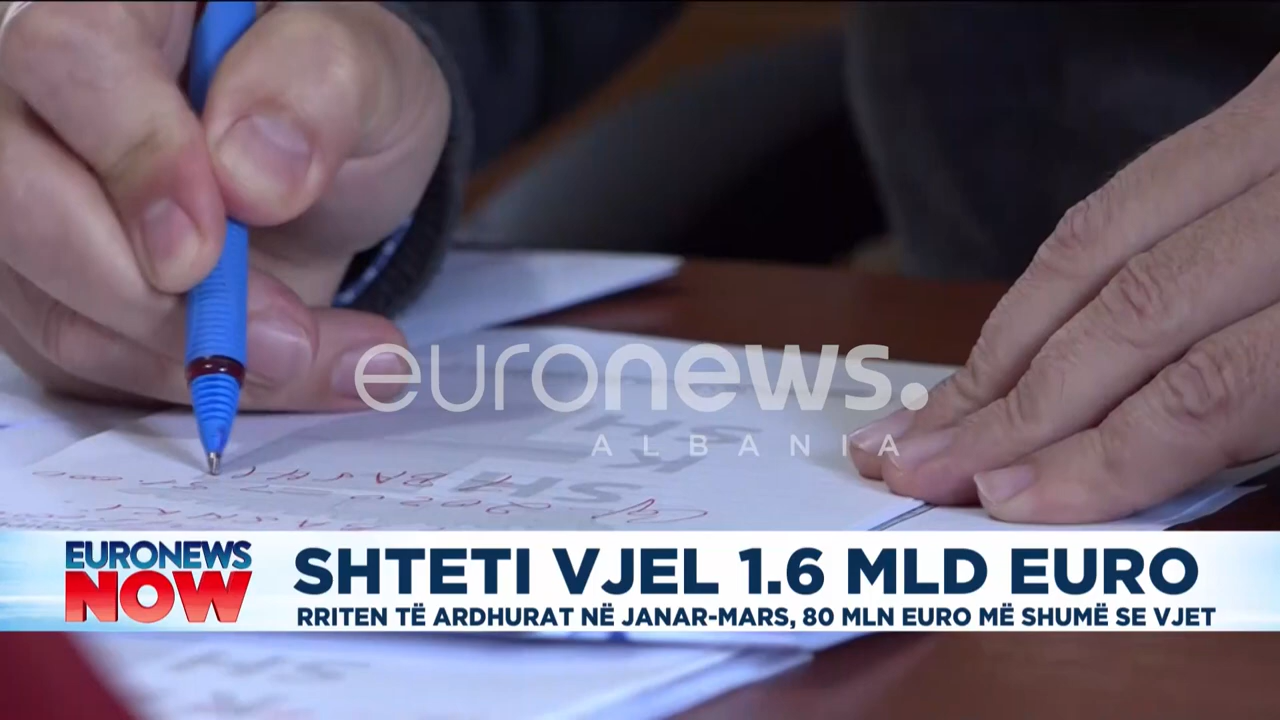 euronews.
ALBANIA
EURONEWS
NOW
SHTETI VJEL 1.6 MLD EURO
RRITEN TË ARDHURAT NË JANAR-MARS, 80 MLN EURO MË SHUMË SE VJET